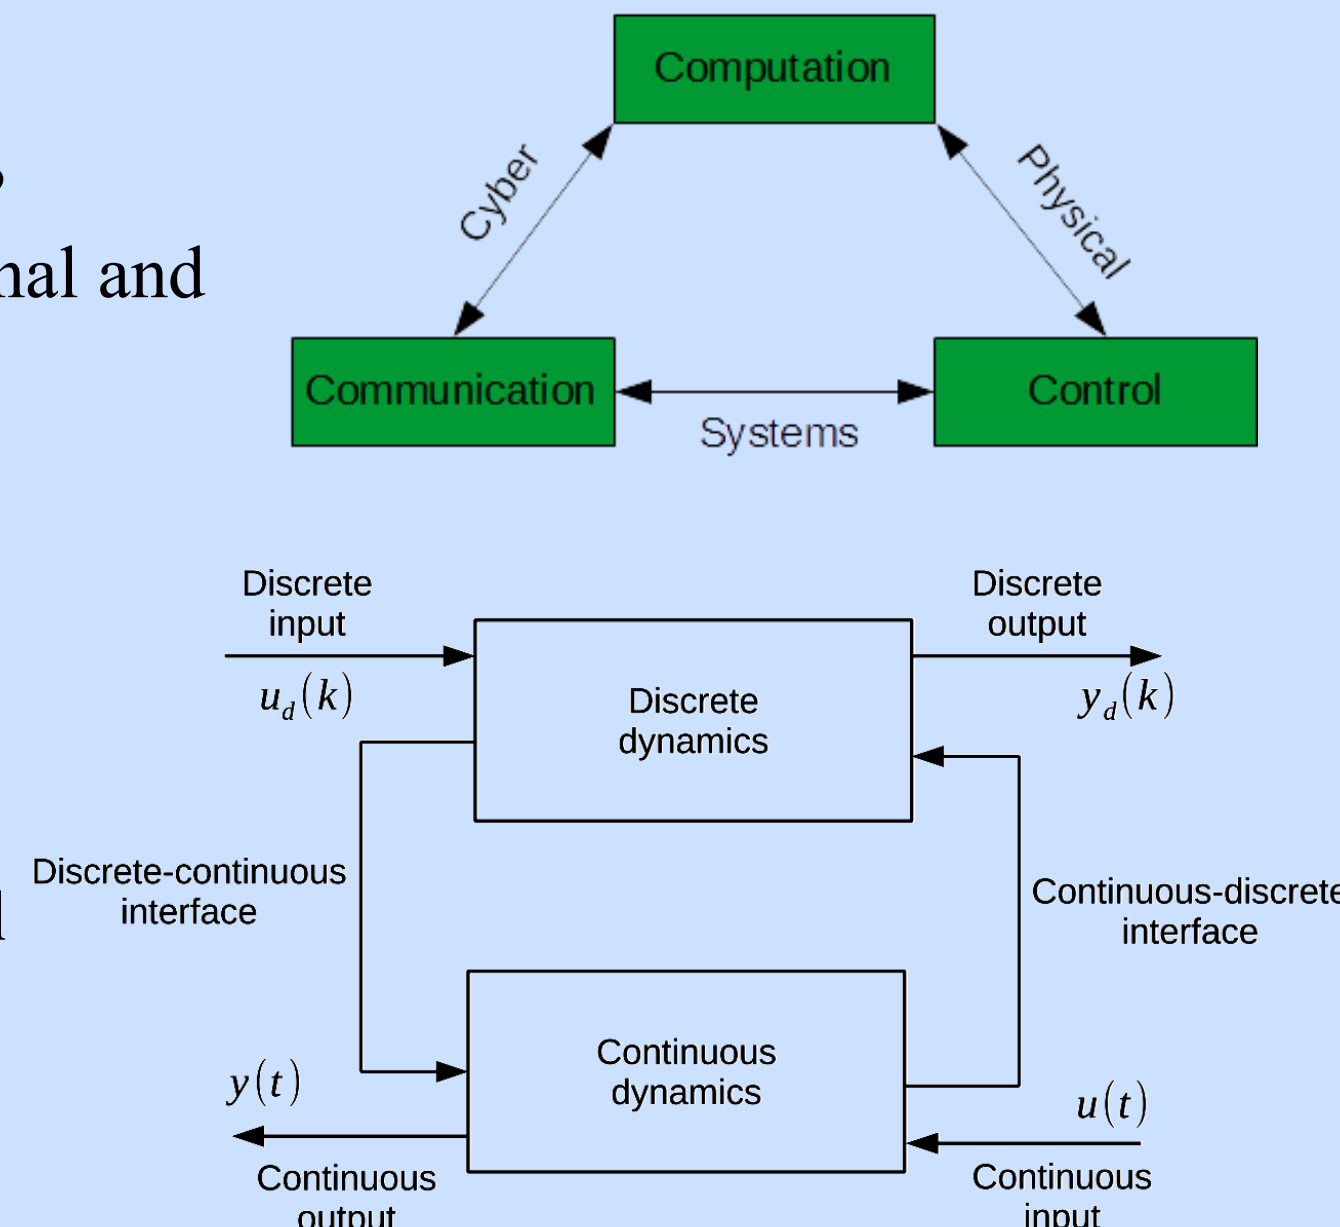 Computation
Cyber
Physical
nal and
Communication
Control
Systems
Discrete
input
Discrete
output
u_d(k)
y_d(k)
Discrete
dynamics
Discrete-continuous
interface
Continuous-discrete
interface
Continuous
dynamics
y(t)
u(t)
Continuous
output
Continuous
input